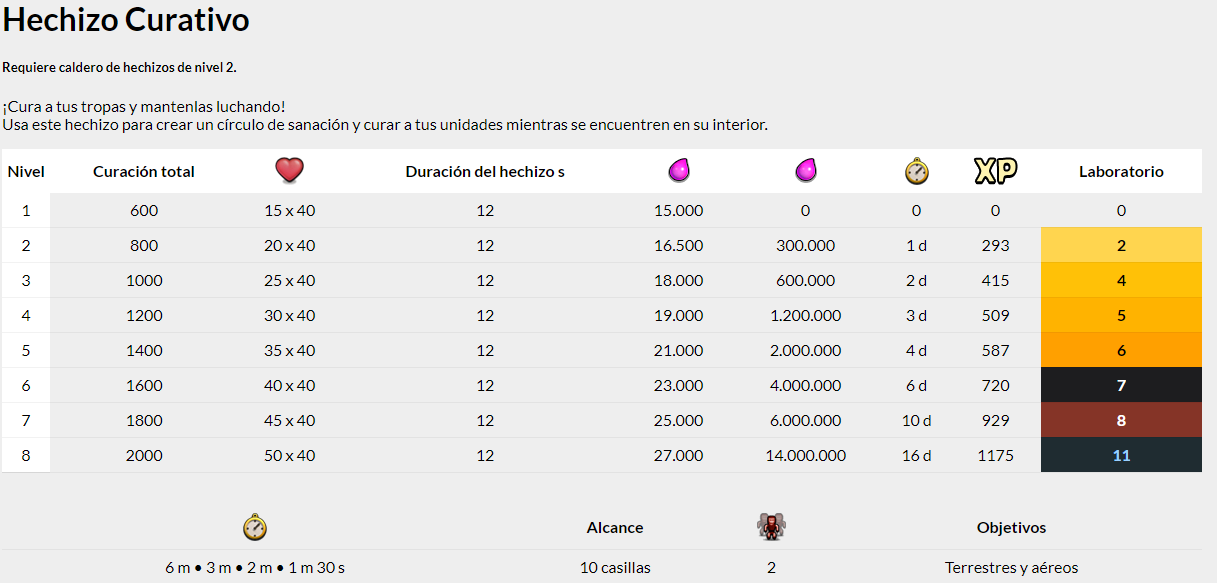 Hechizo Curativo
Requiere caldero de hechizos de nivel 2.
¡Cura a tus tropas y mantenlas luchando!
Usa este hechizo para crear un círculo de sanación y curar a tus unidades mientras se encuentren en su interior.
Nivel Curación total Duración del hechizo s XP Laboratorio
1 600 15 x 40 12 15.000 0 0 0 0
2 800 20 x 40 12 16.500 300.000 1 d 293 2
3 1000 25 x 40 12 18.000 600.000 2 d 415 4
4 1200 30 x 40 12 19.000 1.200.000 3 d 509 5
5 1400 35 x 40 12 21.000 2.000.000 4 d 587 6
6 1600 40 x 40 12 23.000 4.000.000 6 d 720 7
7 1800 45 x 40 12 25.000 6.000.000 10 d 929 8
8 2000 50 x 40 12 27.000 14.000.000 16 d 1175 11
Alcance Objetivos
6 m • 3 m • 2 m • 1 m 30 s 10 casillas 2 Terrestres y aéreos